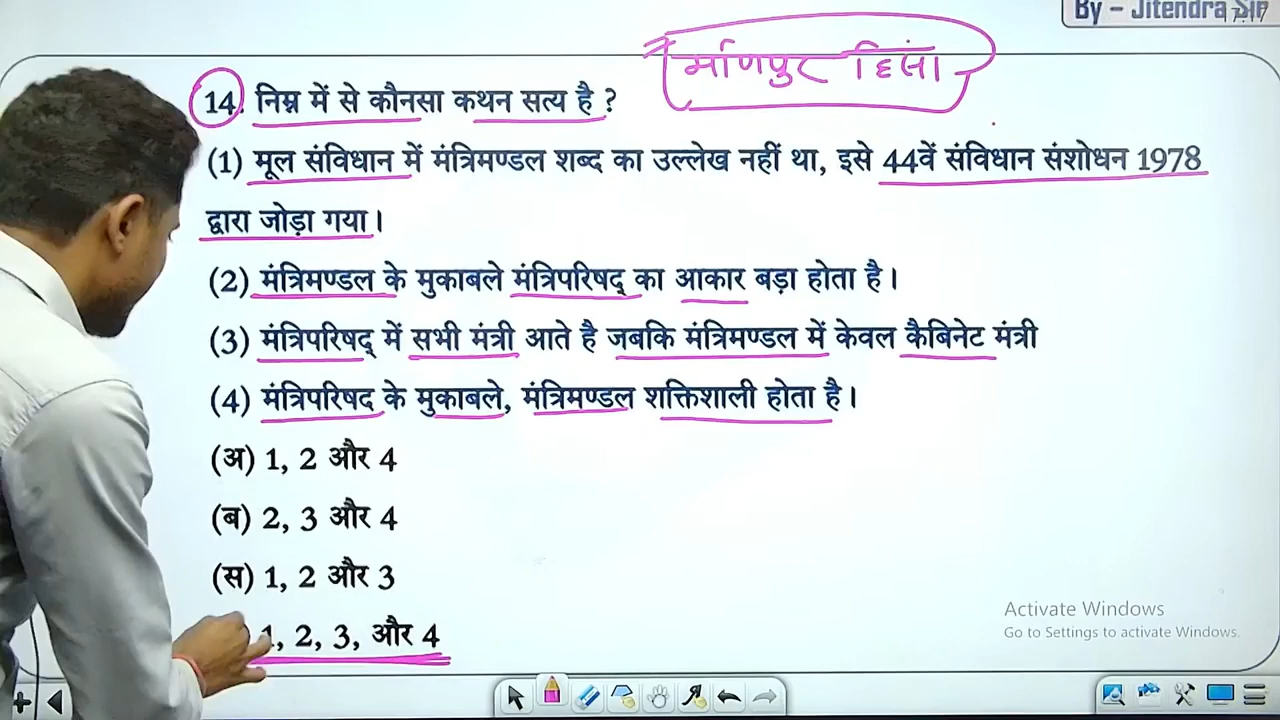 By – Jitendra Sir
मणिपुर हिंसा
14. निम्न में से कौनसा कथन सत्य है ?
(1) मूल संविधान में मंत्रिमण्डल शब्द का उल्लेख नहीं था, इसे 44वें संविधान संशोधन 1978
द्वारा जोड़ा गया।
(2) मंत्रिमण्डल के मुकाबले मंत्रिपरिषद् का आकार बड़ा होता है।
(3) मंत्रिपरिषद् में सभी मंत्री आते है जबकि मंत्रिमण्डल में केवल कैबिनेट मंत्री
(4) मंत्रिपरिषद के मुकाबले, मंत्रिमण्डल शक्तिशाली होता है।
(अ) 1, 2 और 4
(ब) 2, 3 और 4
(स) 1, 2 और 3
1, 2, 3, और 4
Activate Windows
Go to Settings to activate Windows.